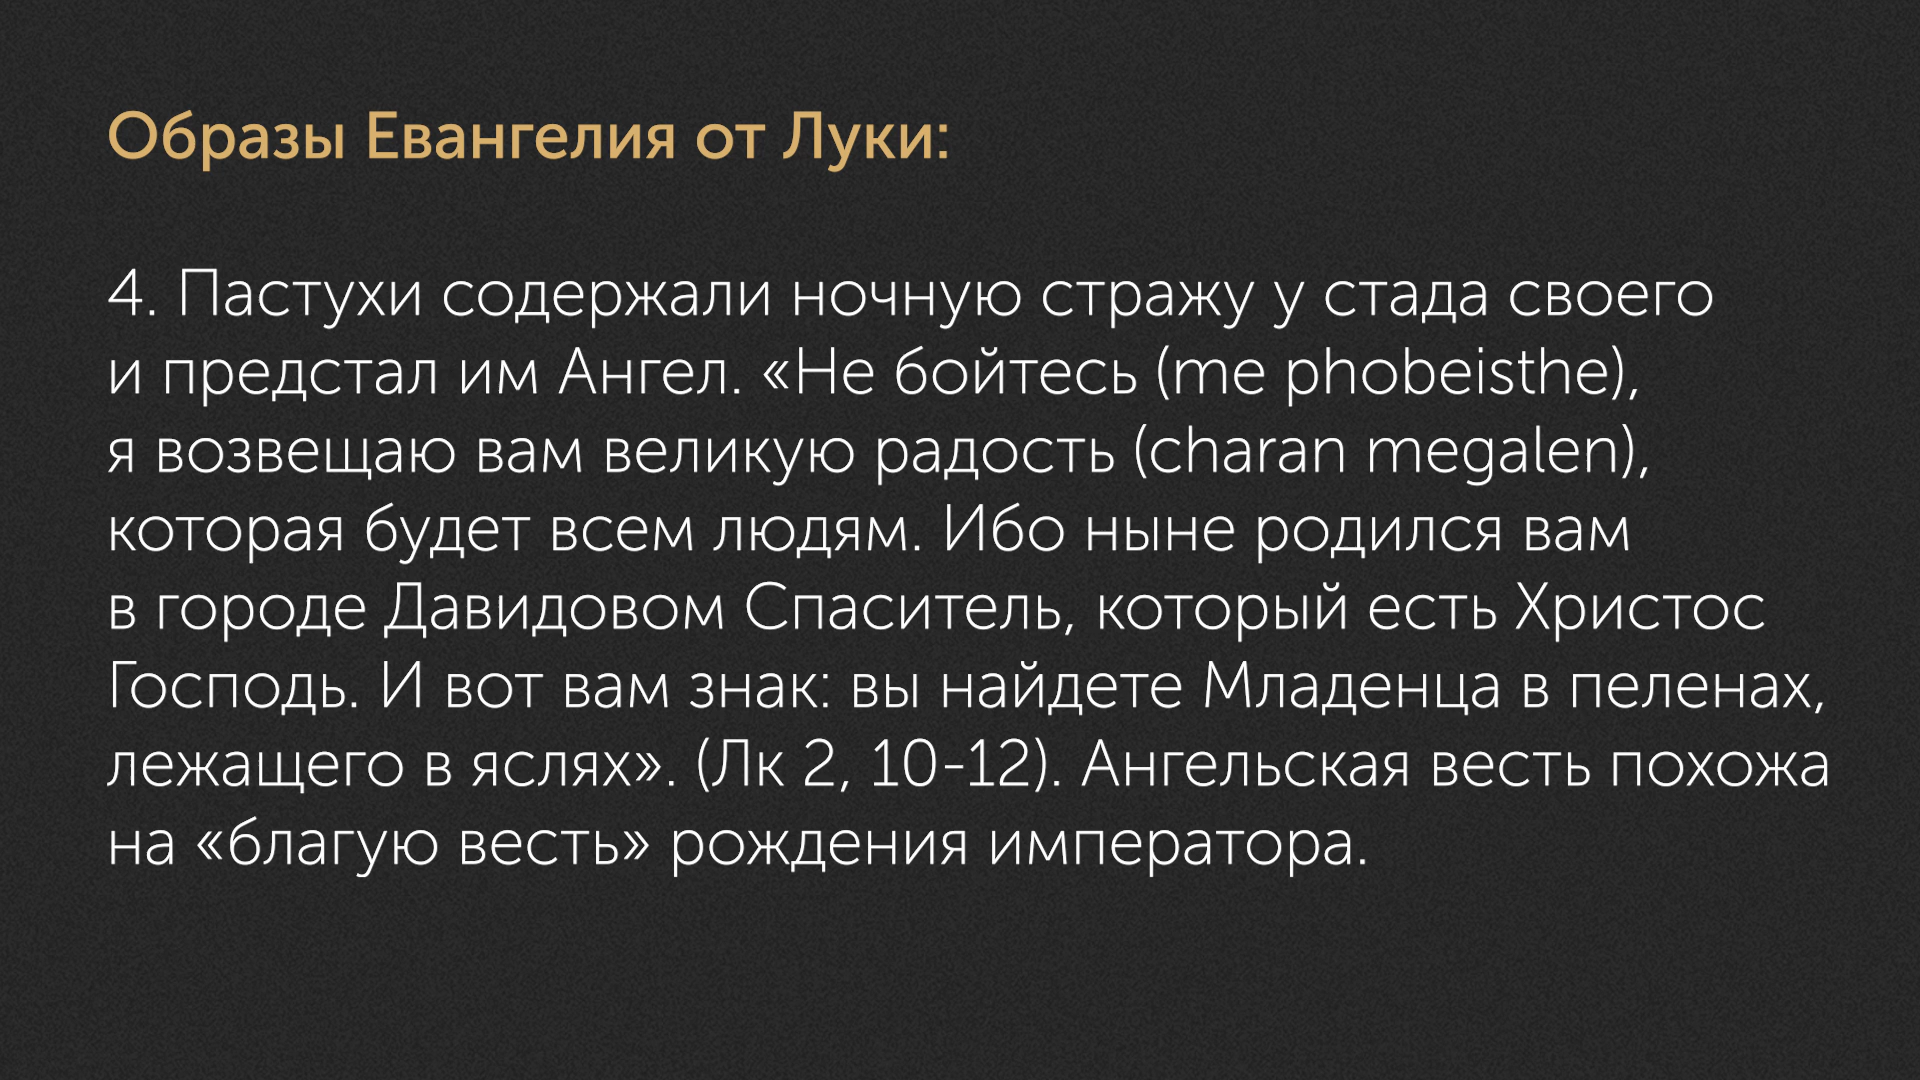 Образы Евангелия от Луки:
4. Пастухи содержали ночную стражу у стада своего
и предстал им Ангел. «Не бойтесь (me phobeisthe),
я возвещаю вам великую радость (charan megalen),
которая будет всем людям. Ибо ныне родился вам
в городе Давидовом Спаситель, который есть Христос
Господь. И вот вам знак: вы найдете Младенца в пеленах,
лежащего в яслях». (Лк 2, 10-12). Ангельская весть похожа
на «благую весть» рождения императора.